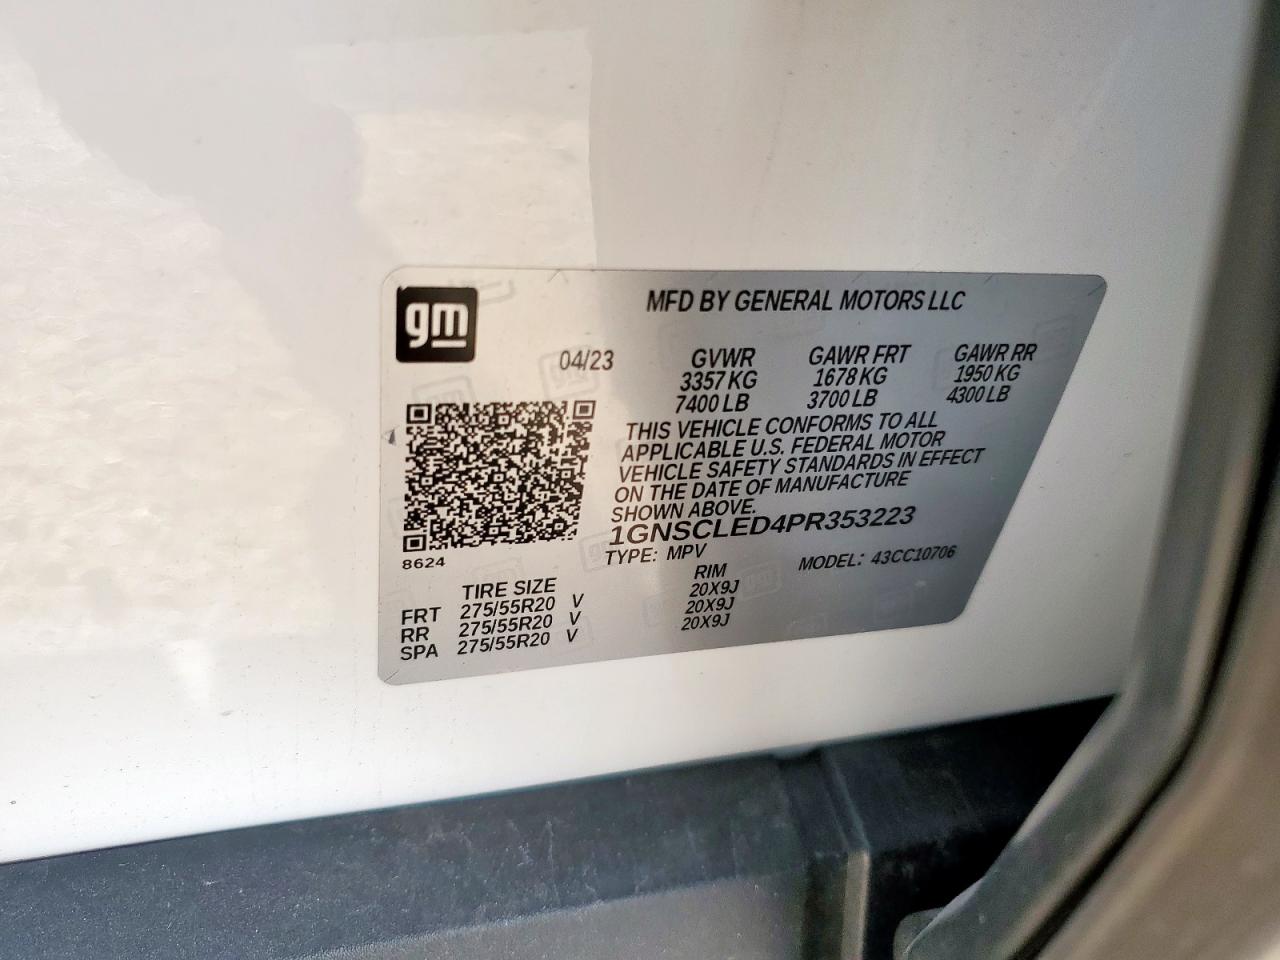 gm
MFD BY GENERAL MOTORS LLC
04/23 GVWR GAWR FRT GAWR RR
3357 KG 1678 KG 1950 KG
7400 LB 3700 LB 4300 LB
THIS VEHICLE CONFORMS TO ALL
APPLICABLE U.S. FEDERAL MOTOR
VEHICLE SAFETY STANDARDS IN EFFECT
ON THE DATE OF MANUFACTURE
SHOWN ABOVE.
1GNSCLED4PR353223
TYPE: MPV MODEL: 43CC10706
8624
TIRE SIZE RIM
FRT 275/55R20 V 20X9J
RR 275/55R20 V 20X9J
SPA 275/55R20 V 20X9J